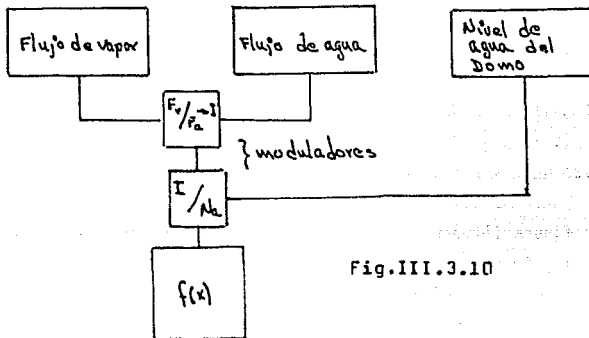 Flujo de vapor
Flujo de agua
Nivel de
agua del
Domo
Fv/Fa→I
} moduladores
I/Na
f(x)
Fig.III.3.10